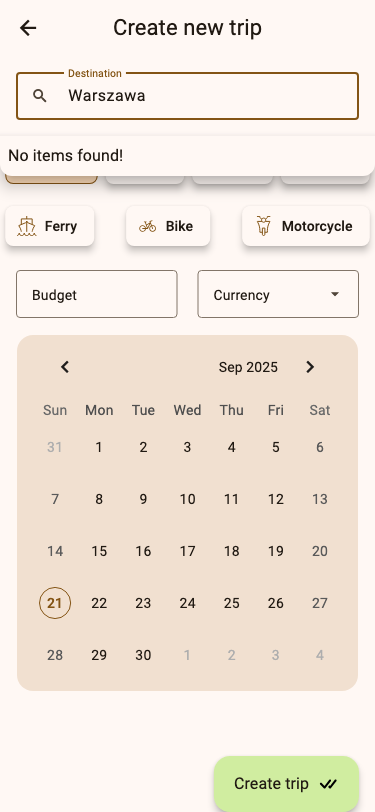 Create new trip
Destination
Warszawa
No items found!
Ferry Bike Motorcycle
Budget Currency
Sep 2025
Sun Mon Tue Wed Thu Fri Sat
31 1 2 3 4 5 6
7 8 9 10 11 12 13
14 15 16 17 18 19 20
21 22 23 24 25 26 27
28 29 30 1 2 3 4
Create trip